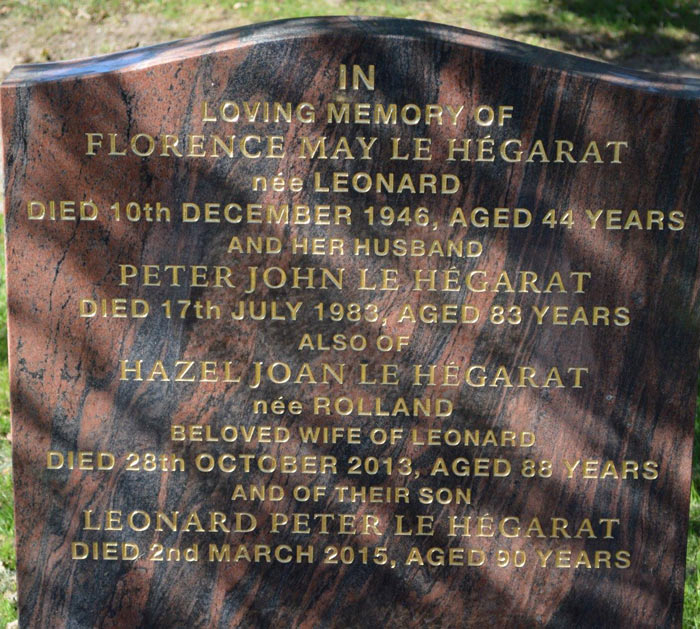 IN
LOVING MEMORY OF
FLORENCE MAY LE HÉGARAT
née LEONARD
DIED 10th DECEMBER 1946, AGED 44 YEARS
AND HER HUSBAND
PETER JOHN LE HÉGARAT
DIED 17th JULY 1983, AGED 83 YEARS
ALSO OF
HAZEL JOAN LE HÉGARAT
née ROLLAND
BELOVED WIFE OF LEONARD
DIED 28th OCTOBER 2013, AGED 88 YEARS
AND OF THEIR SON
LEONARD PETER LE HÉGARAT
DIED 2nd MARCH 2015, AGED 90 YEARS